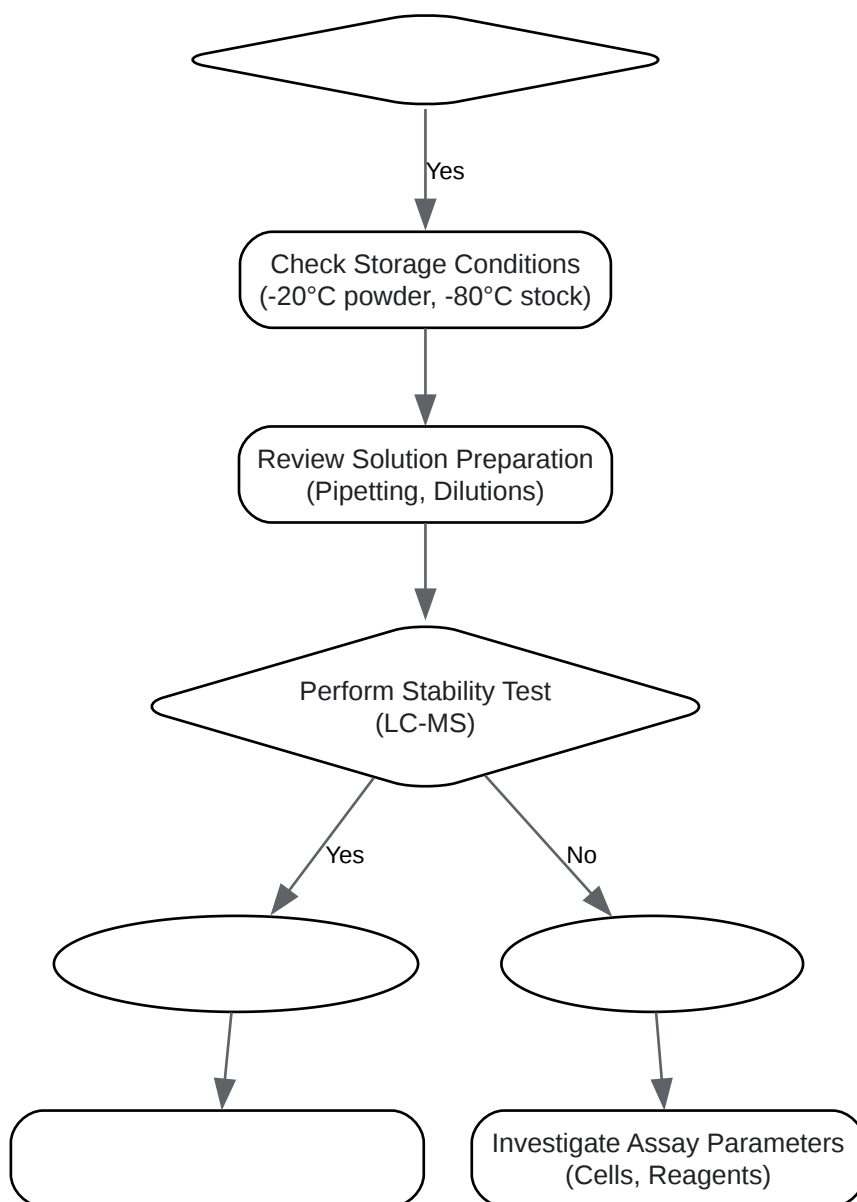 Yes
Check Storage Conditions
(-20°C powder, -80°C stock)
Review Solution Preparation
(Pipetting, Dilutions)
Perform Stability Test
(LC-MS)
Yes
No
Investigate Assay Parameters
(Cells, Reagents)